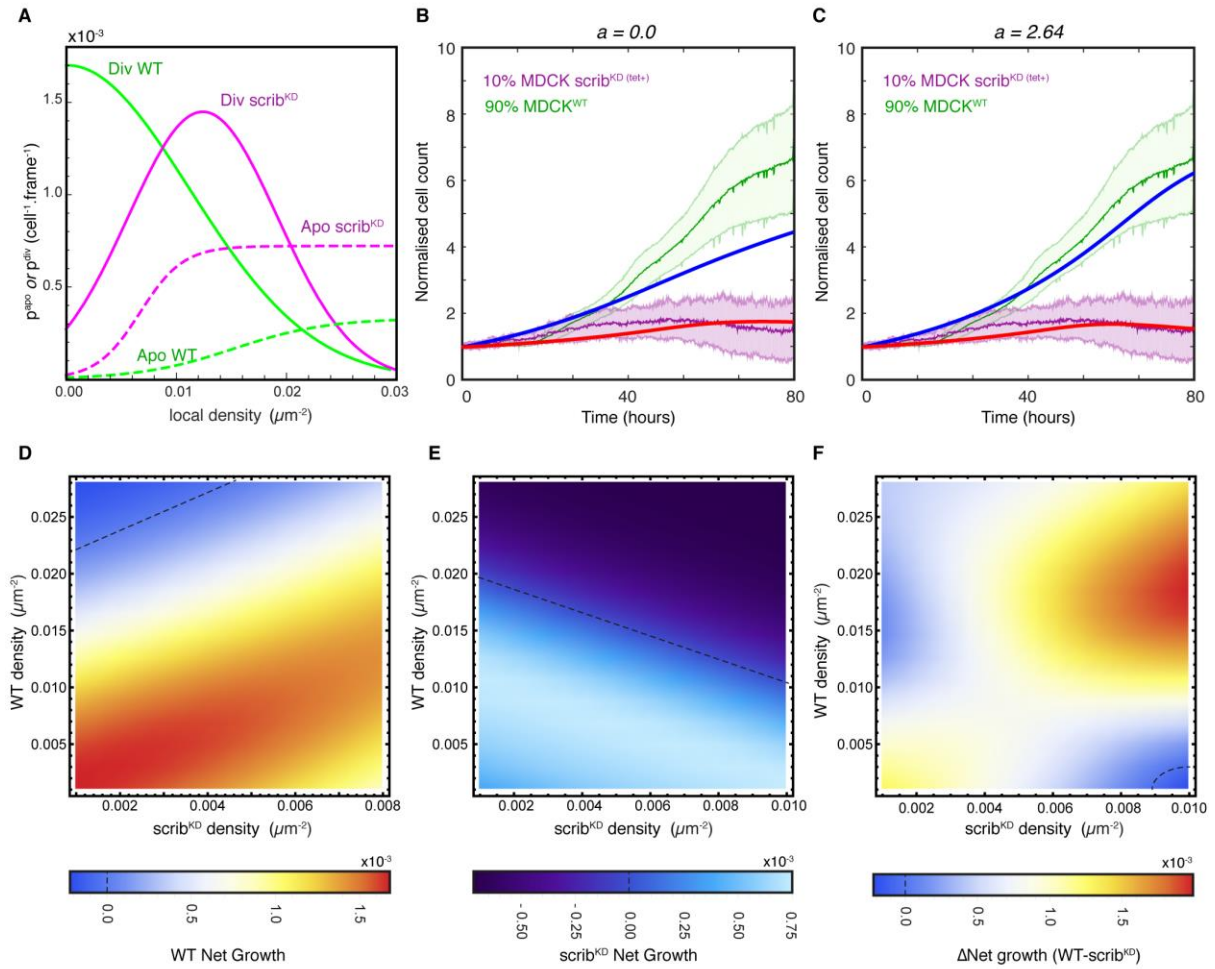 A
x10⁻³
Div WT
Div scribᴷᴰ
Apo scribᴷᴰ
Apo WT
1.5
1.0
0.5
pᵃᵖᵒ or pᵈⁱᵛ (cell⁻¹.frame⁻¹)
0.00 0.01 0.02 0.03
local density (µm⁻²)
B
a = 0.0
10% MDCK scribᴷᴰ ⁽ᵗᵉᵗ⁺⁾
90% MDCKᵂᵀ
Normalised cell count
10
8
6
4
2
0
0 40 80
Time (hours)
C
a = 2.64
10% MDCK scribᴷᴰ ⁽ᵗᵉᵗ⁺⁾
90% MDCKᵂᵀ
Normalised cell count
10
8
6
4
2
0
0 40 80
Time (hours)
D
WT density (µm⁻²)
0.025
0.020
0.015
0.010
0.005
0.002 0.004 0.006 0.008
scribᴷᴰ density (µm⁻²)
x10⁻³
0.0 0.5 1.0 1.5
WT Net Growth
E
WT density (µm⁻²)
0.025
0.020
0.015
0.010
0.005
0.002 0.004 0.006 0.008 0.010
scribᴷᴰ density (µm⁻²)
x10⁻³
- 0.50 - 0.25 0.00 0.25 0.50 0.75
scribᴷᴰ Net Growth
F
WT density (µm⁻²)
0.025
0.020
0.015
0.010
0.005
0.002 0.004 0.006 0.008 0.010
scribᴷᴰ density (µm⁻²)
x10⁻³
0.0 0.5 1.0 1.5
ΔNet growth (WT-scribᴷᴰ)